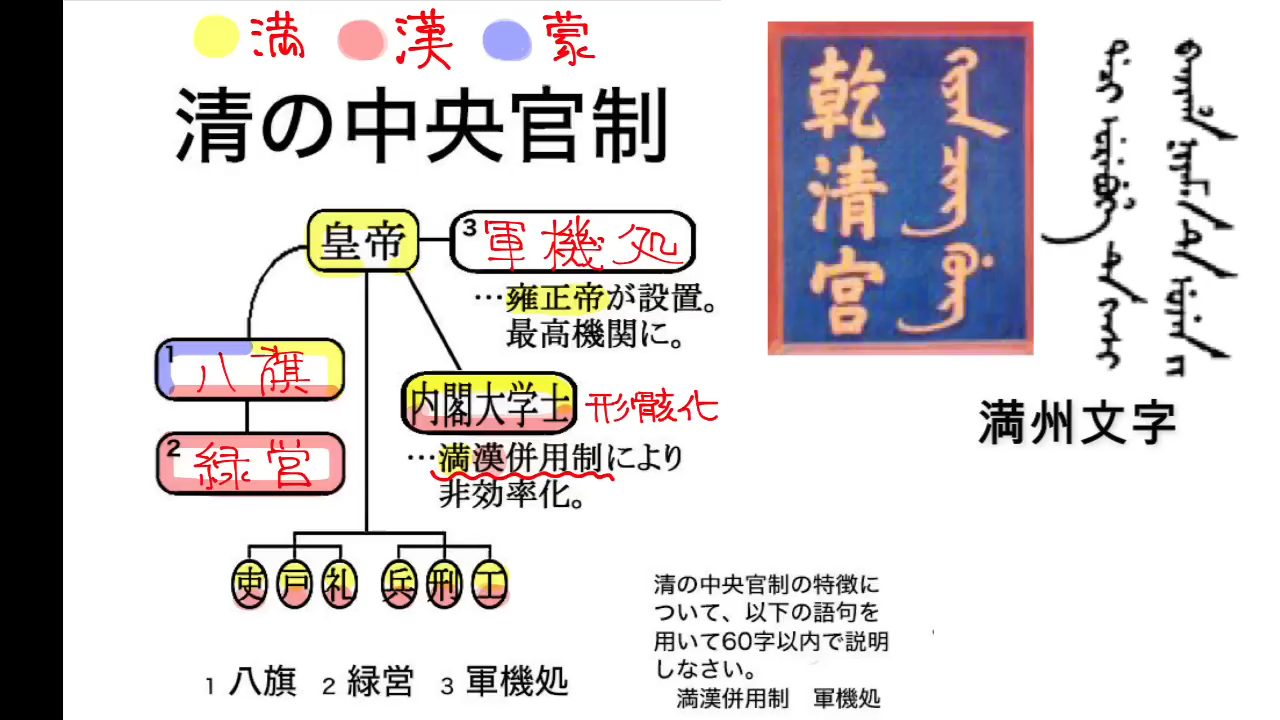 満 漢 蒙
清の中央官制
皇帝
3 軍機処
…雍正帝が設置。
最高機関に。
1 八旗
内閣大学士 形骸化
2 緑営
…満漢併用制により
非効率化。
吏 戸 礼 兵 刑 工
1 八旗 2 緑営 3 軍機処
乾清宮
満州文字
清の中央官制の特徴に
ついて、以下の語句を
用いて60字以内で説明
しなさい。
満漢併用制 軍機処